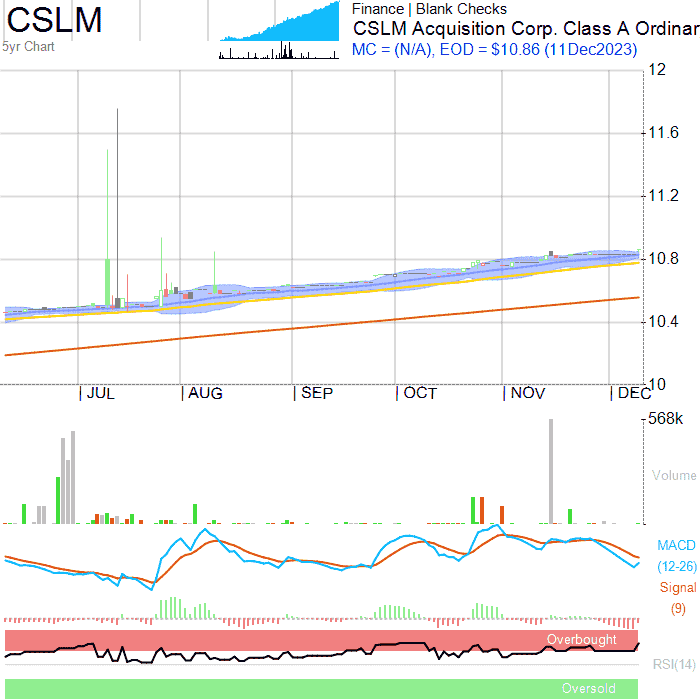 CSLM
5yr Chart
Finance | Blank Checks
CSLM Acquisition Corp. Class A Ordinar
MC = (N/A), EOD = $10.86 (11Dec2023)
12
11.6
11.2
10.8
10.4
10
JUL
AUG
SEP
OCT
NOV
DEC
568k
Volume
MACD
(12-26)
Signal
(9)
Overbought
RSI(14)
Oversold